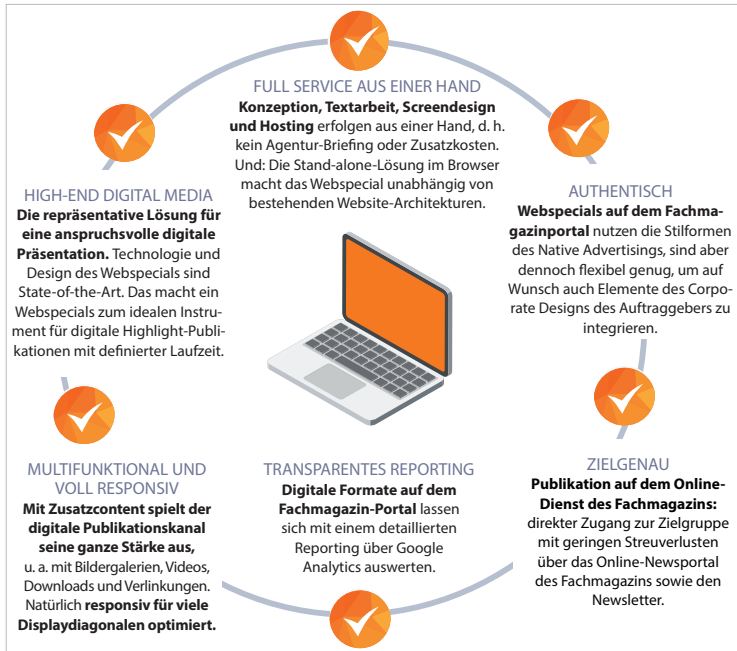 FULL SERVICE AUS EINER HAND
Konzeption, Textarbeit, Screendesign
und Hosting erfolgen aus einer Hand, d. h.
kein Agentur-Briefing oder Zusatzkosten.
Und: Die Stand-alone-Lösung im Browser
macht das Webspecial unabhängig von
bestehenden Website-Architekturen.
HIGH-END DIGITAL MEDIA
Die repräsentative Lösung für
eine anspruchsvolle digitale
Präsentation. Technologie und
Design des Webspecials sind
State-of-the-Art. Das macht ein
Webspecials zum idealen Instru-
ment für digitale Highlight-Publi-
kationen mit definierter Laufzeit.
AUTHENTISCH
Webspecials auf dem Fachma-
gazinportal nutzen die Stilformen
des Native Advertisings, sind aber
dennoch flexibel genug, um auf
Wunsch auch Elemente des Corpo-
rate Designs des Auftraggebers zu
integrieren.
MULTIFUNKTIONAL UND
VOLL RESPONSIV
Mit Zusatzcontent spielt der
digitale Publikationskanal
seine ganze Stärke aus,
u. a. mit Bildergalerien, Videos,
Downloads und Verlinkungen.
Natürlich responsiv für viele
Displaydiagonalen optimiert.
TRANSPARENTES REPORTING
Digitale Formate auf dem
Fachmagazin-Portal lassen
sich mit einem detaillierten
Reporting über Google
Analytics auswerten.
ZIELGENAU
Publikation auf dem Online-
Dienst des Fachmagazins:
direkter Zugang zur Zielgruppe
mit geringen Streuverlusten
über das Online-Newsportal
des Fachmagazins sowie den
Newsletter.